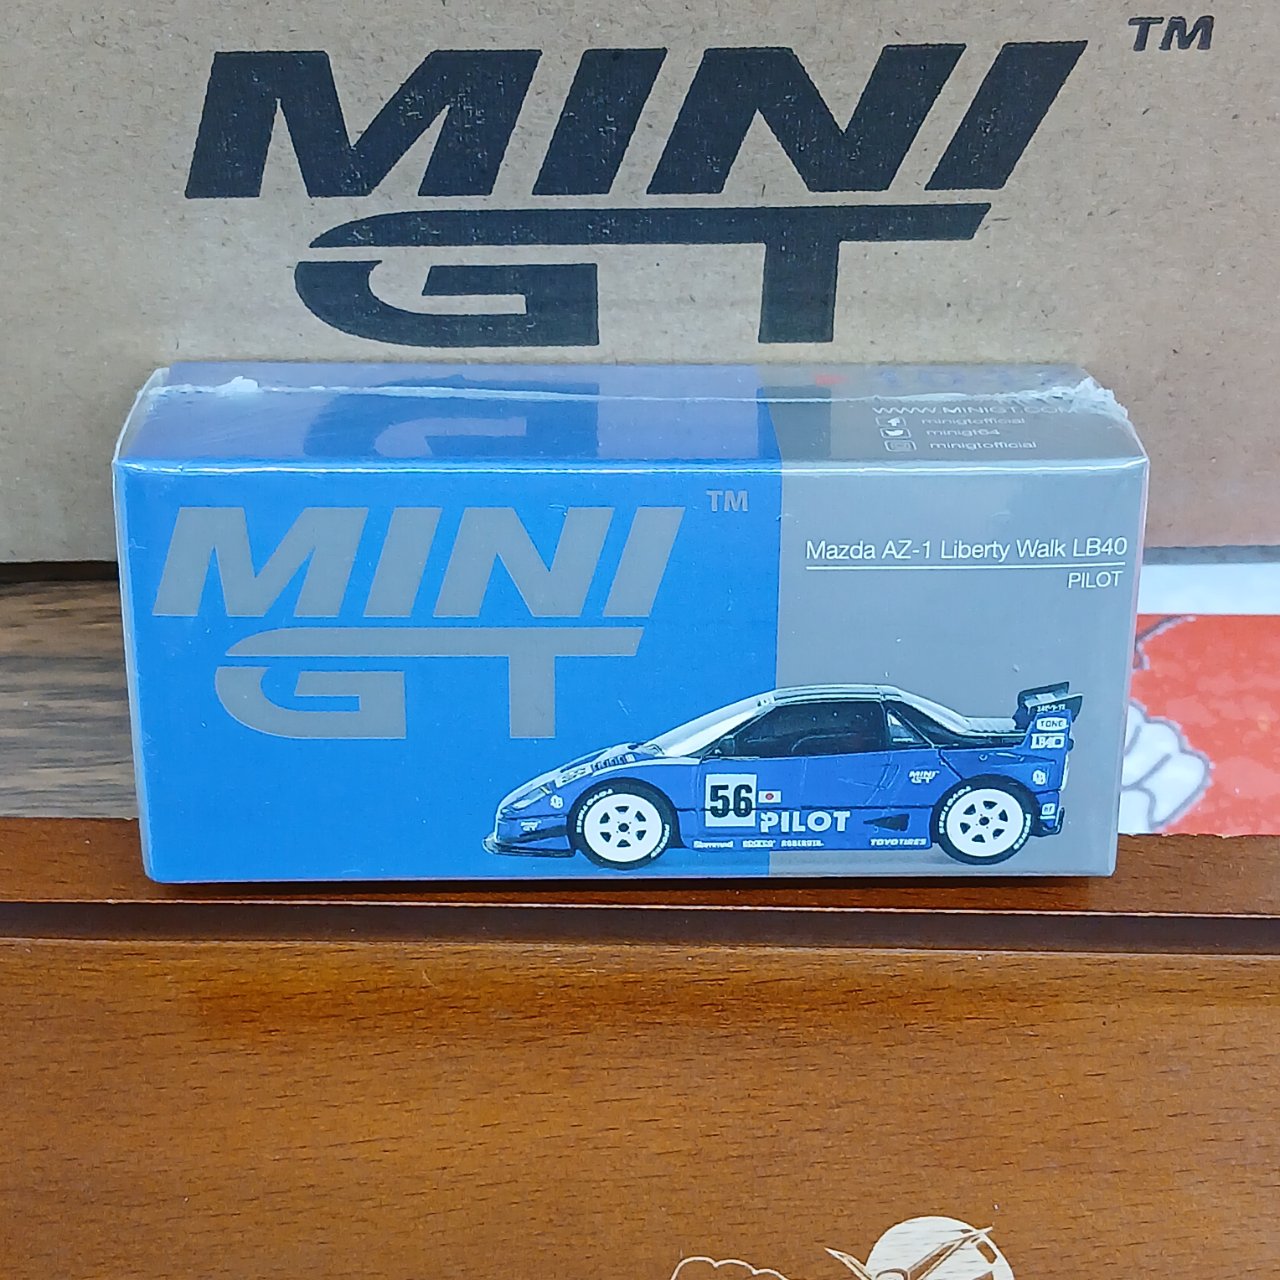 MINI
GT
TM
WWW.MINIGT.COM
minigtofficial
minigt64
minigtofficial
MINI
GT
TM
Mazda AZ-1 Liberty Walk LB40
PILOT
TONE
LB40
MINI
GT
56
PILOT
TOYO TIRES